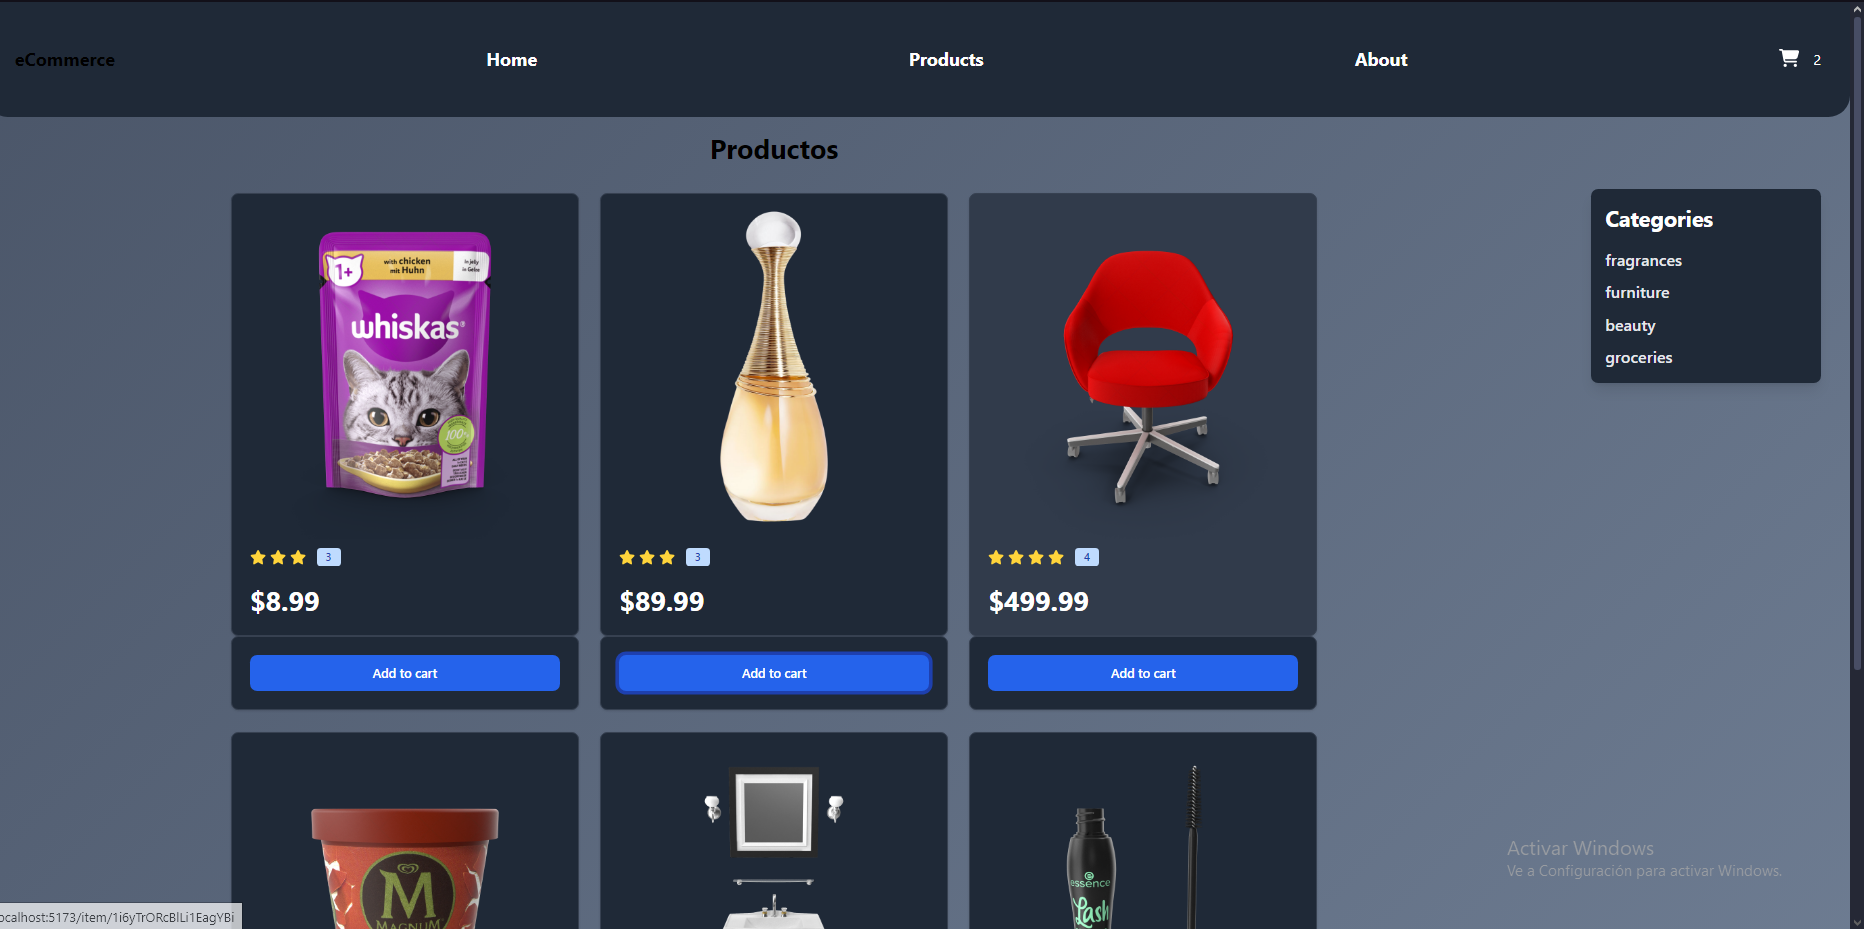 eCommerce
Home
Products
About
2
Productos
Categories
fragrances
furniture
beauty
groceries
1+
with chicken
mit Huhn
in jelly
in Gelee
whiskas®
100%
3
$8.99
Add to cart
3
$89.99
Add to cart
4
$499.99
Add to cart
M
MAGNUM
essence
Lash
Activar Windows
Ve a Configuración para activar Windows.
ocalhost:5173/item/1i6yTrORcBlLi1EagYBi